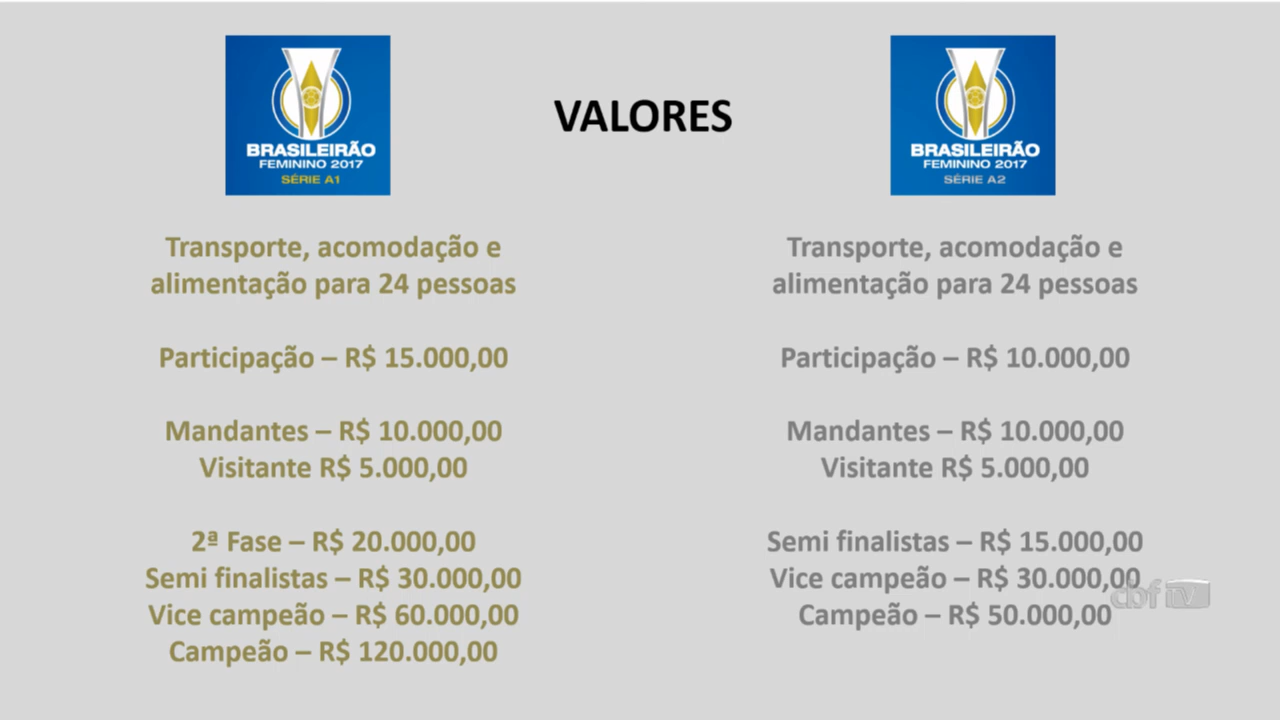 VALORES
BRASILEIRÃO
FEMININO 2017
SÉRIE A1
Transporte, acomodação e
alimentação para 24 pessoas
Participação – R$ 15.000,00
Mandantes – R$ 10.000,00
Visitante R$ 5.000,00
2ª Fase – R$ 20.000,00
Semi finalistas – R$ 30.000,00
Vice campeão – R$ 60.000,00
Campeão – R$ 120.000,00
BRASILEIRÃO
FEMININO 2017
SÉRIE A2
Transporte, acomodação e
alimentação para 24 pessoas
Participação – R$ 10.000,00
Mandantes – R$ 10.000,00
Visitante R$ 5.000,00
Semi finalistas – R$ 15.000,00
Vice campeão – R$ 30.000,00
Campeão – R$ 50.000,00
cbf TV